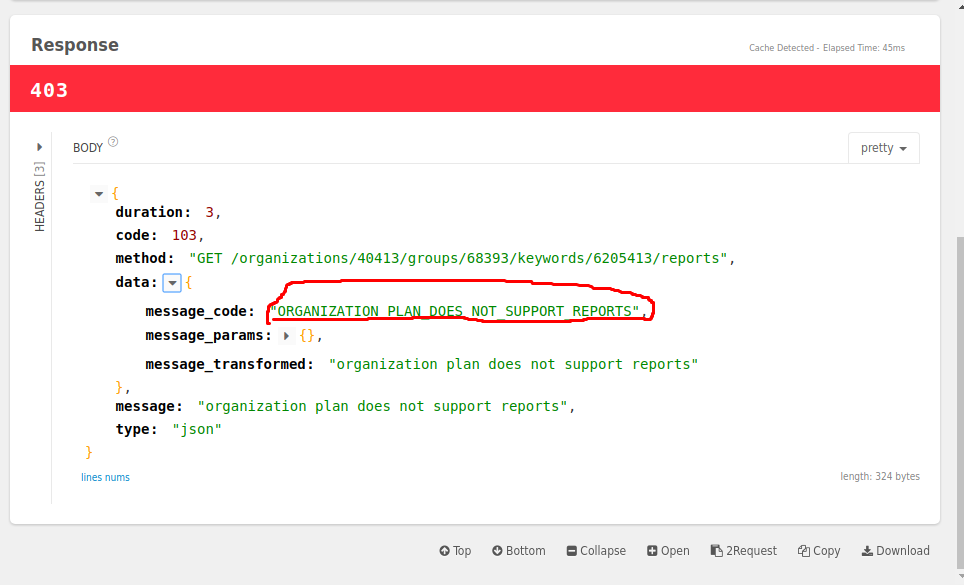 Response
Cache Detected - Elapsed Time: 45ms
403
HEADERS [3]
BODY ?
pretty
{
duration: 3,
code: 103,
method: "GET /organizations/40413/groups/68393/keywords/6205413/reports",
data: {
message_code: "ORGANIZATION_PLAN_DOES_NOT_SUPPORT_REPORTS",
message_params: {},
message_transformed: "organization plan does not support reports"
},
message: "organization plan does not support reports",
type: "json"
}
lines nums
length: 324 bytes
Top Bottom Collapse Open 2Request Copy Download